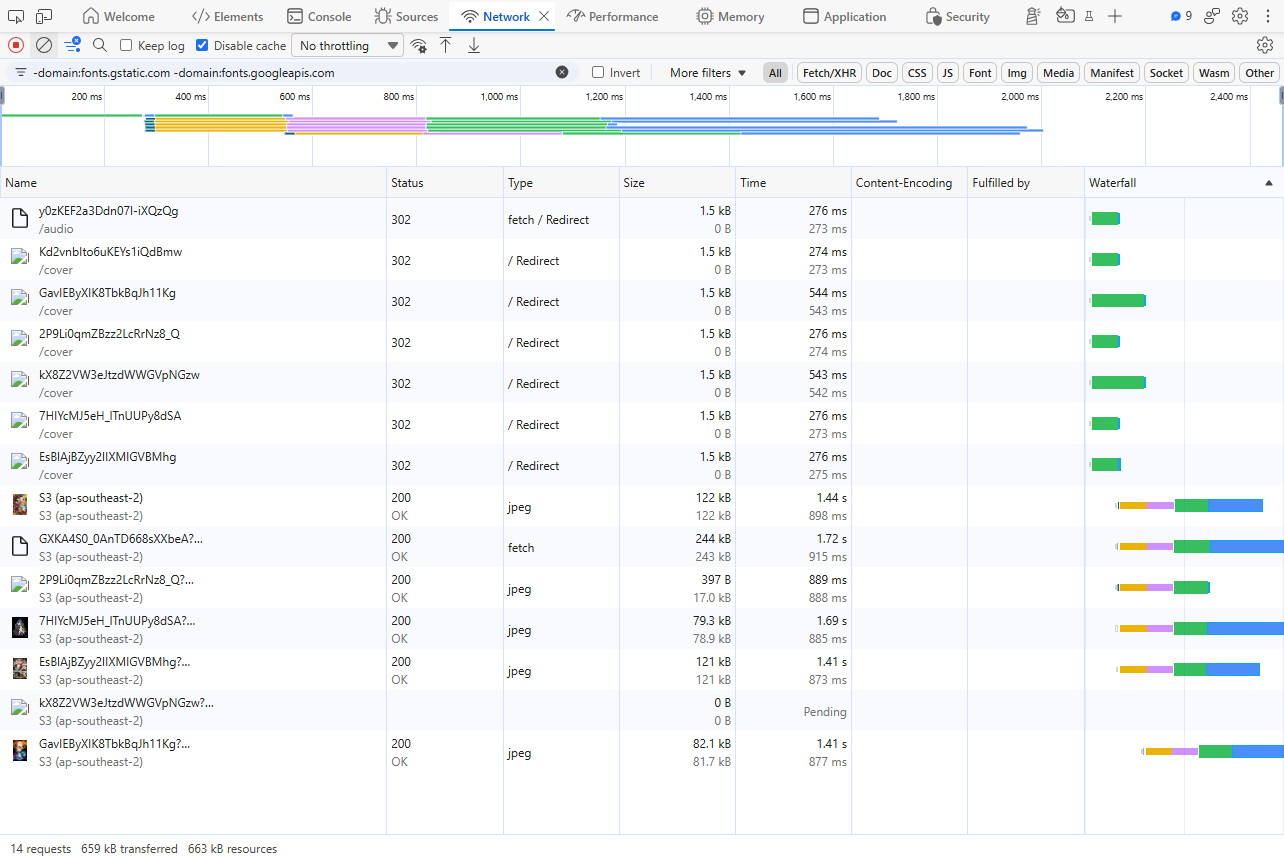 Welcome Elements Console Sources Network Performance Memory Application Security 9
Keep log Disable cache No throttling
-domain:fonts.gstatic.com -domain:fonts.googleapis.com Invert More filters All Fetch/XHR Doc CSS JS Font Img Media Manifest Socket Wasm Other
200 ms 400 ms 600 ms 800 ms 1,000 ms 1,200 ms 1,400 ms 1,600 ms 1,800 ms 2,000 ms 2,200 ms 2,400 ms
Name Status Type Size Time Content-Encoding Fulfilled by Waterfall
y0zKEF2a3Ddn07I-iXQzQg 302 fetch / Redirect 1.5 kB 276 ms
/audio 0 B 273 ms
Kd2vnbIto6uKEYs1iQdBmw 302 / Redirect 1.5 kB 274 ms
/cover 0 B 273 ms
GavIEByXIK8TbkBqJh11Kg 302 / Redirect 1.5 kB 544 ms
/cover 0 B 543 ms
2P9Li0qmZBzz2LcRrNz8_Q 302 / Redirect 1.5 kB 276 ms
/cover 0 B 274 ms
kX8Z2VW3eJtzdWWGVpNGzw 302 / Redirect 1.5 kB 543 ms
/cover 0 B 542 ms
7HIYcMJ5eH_ITnUUPy8dSA 302 / Redirect 1.5 kB 276 ms
/cover 0 B 273 ms
EsBIAjBZyy2IIXMIGVBMhg 302 / Redirect 1.5 kB 276 ms
/cover 0 B 275 ms
S3 (ap-southeast-2) 200 jpeg 122 kB 1.44 s
S3 (ap-southeast-2) OK 122 kB 898 ms
GXKA4S0_0AnTD668sXXbeA?... 200 fetch 244 kB 1.72 s
S3 (ap-southeast-2) OK 243 kB 915 ms
2P9Li0qmZBzz2LcRrNz8_Q?... 200 jpeg 397 B 889 ms
S3 (ap-southeast-2) OK 17.0 kB 888 ms
7HIYcMJ5eH_ITnUUPy8dSA?... 200 jpeg 79.3 kB 1.69 s
S3 (ap-southeast-2) OK 78.9 kB 885 ms
EsBIAjBZyy2IIXMIGVBMhg?... 200 jpeg 121 kB 1.41 s
S3 (ap-southeast-2) OK 121 kB 873 ms
kX8Z2VW3eJtzdWWGVpNGzw?... 0 B Pending
S3 (ap-southeast-2) 0 B
GavIEByXIK8TbkBqJh11Kg?... 200 jpeg 82.1 kB 1.41 s
S3 (ap-southeast-2) OK 81.7 kB 877 ms
14 requests 659 kB transferred 663 kB resources